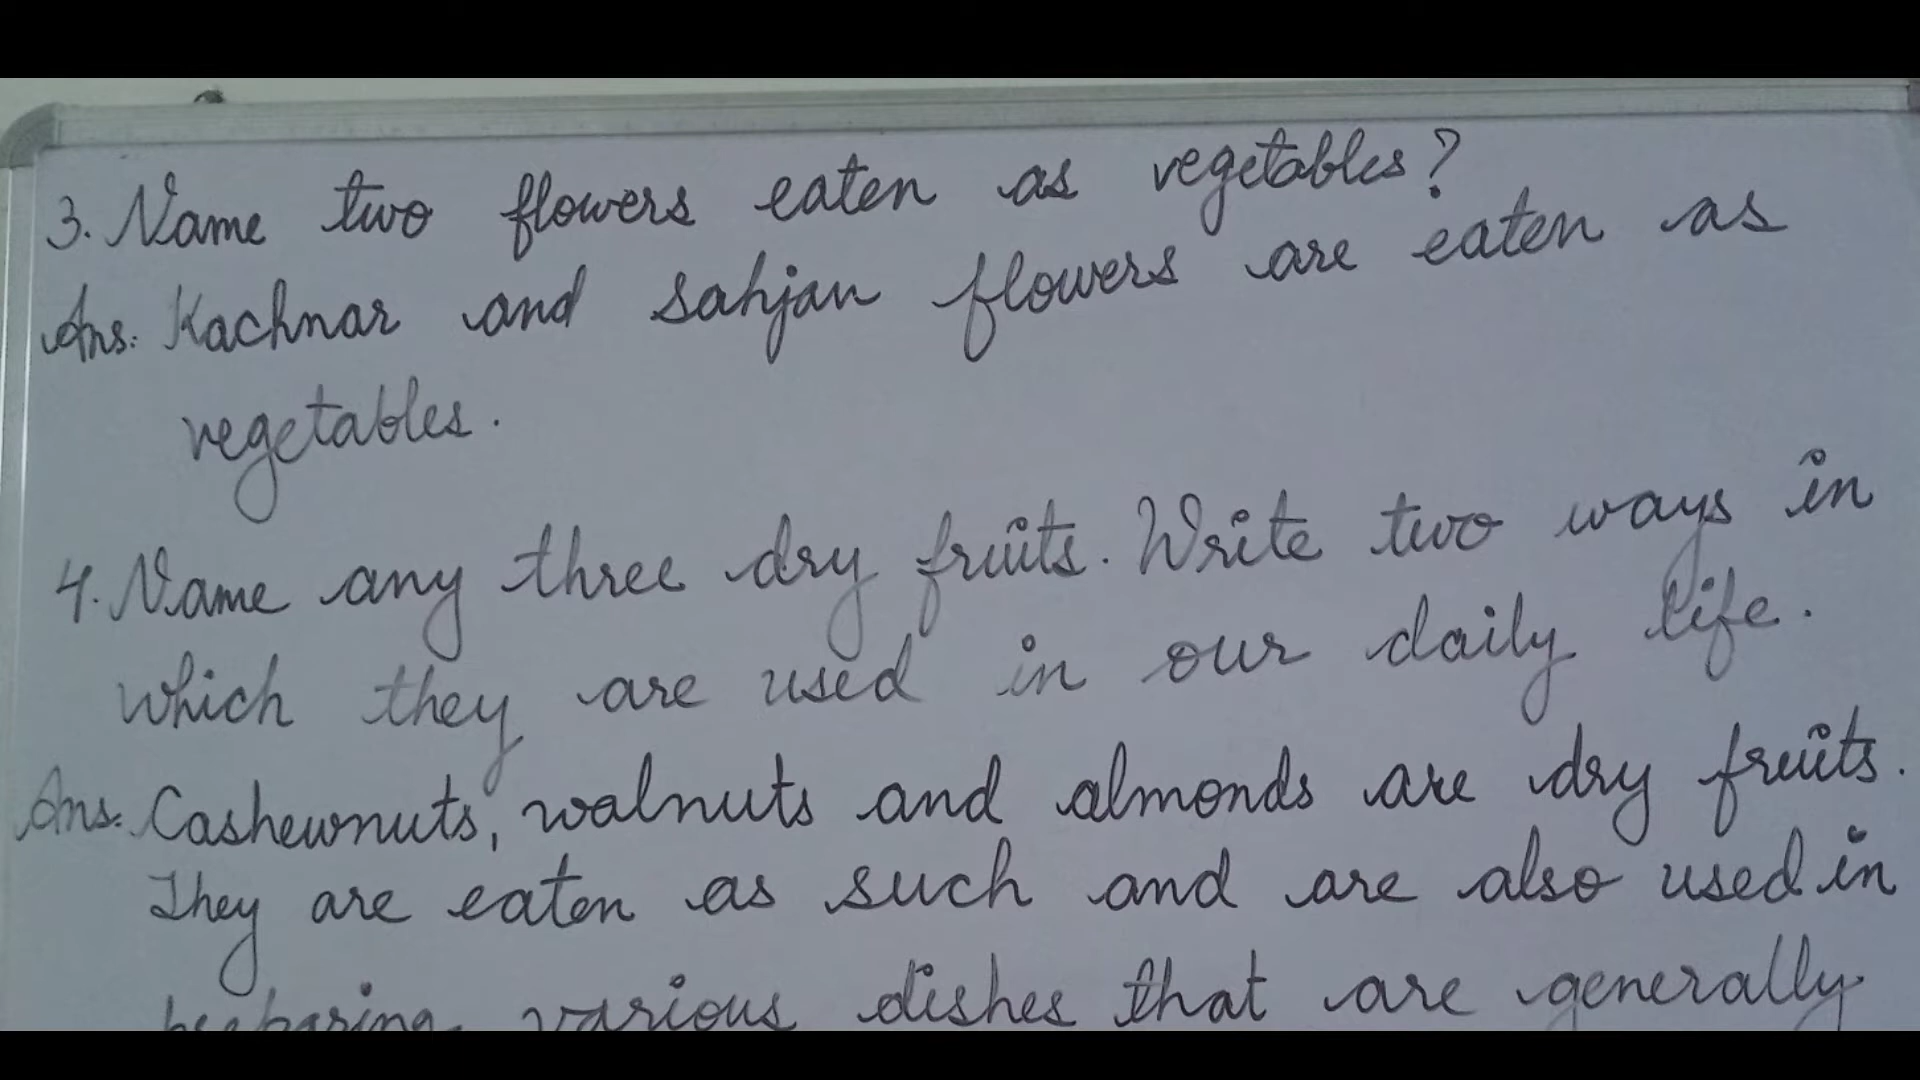 3. Name two flowers eaten as vegetables?
Ans. Kachnar and sahjan flowers are eaten as
vegetables.
4. Name any three dry fruits. Write two ways in
which they are used in our daily life.
Ans. Cashewnuts, walnuts and almonds are dry fruits.
They are eaten as such and are also used in
preparing various dishes that are generally